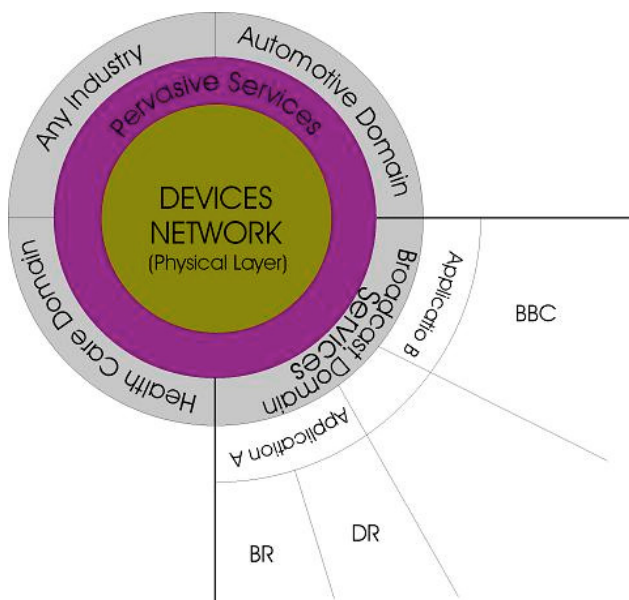 Any Industry
Automotive Domain
Pervasive Services
DEVICES
NETWORK
(Physical Layer)
Health Care Domain
Broadcast Domain
Services
Applicatio B
Application A
BBC
BR
DR